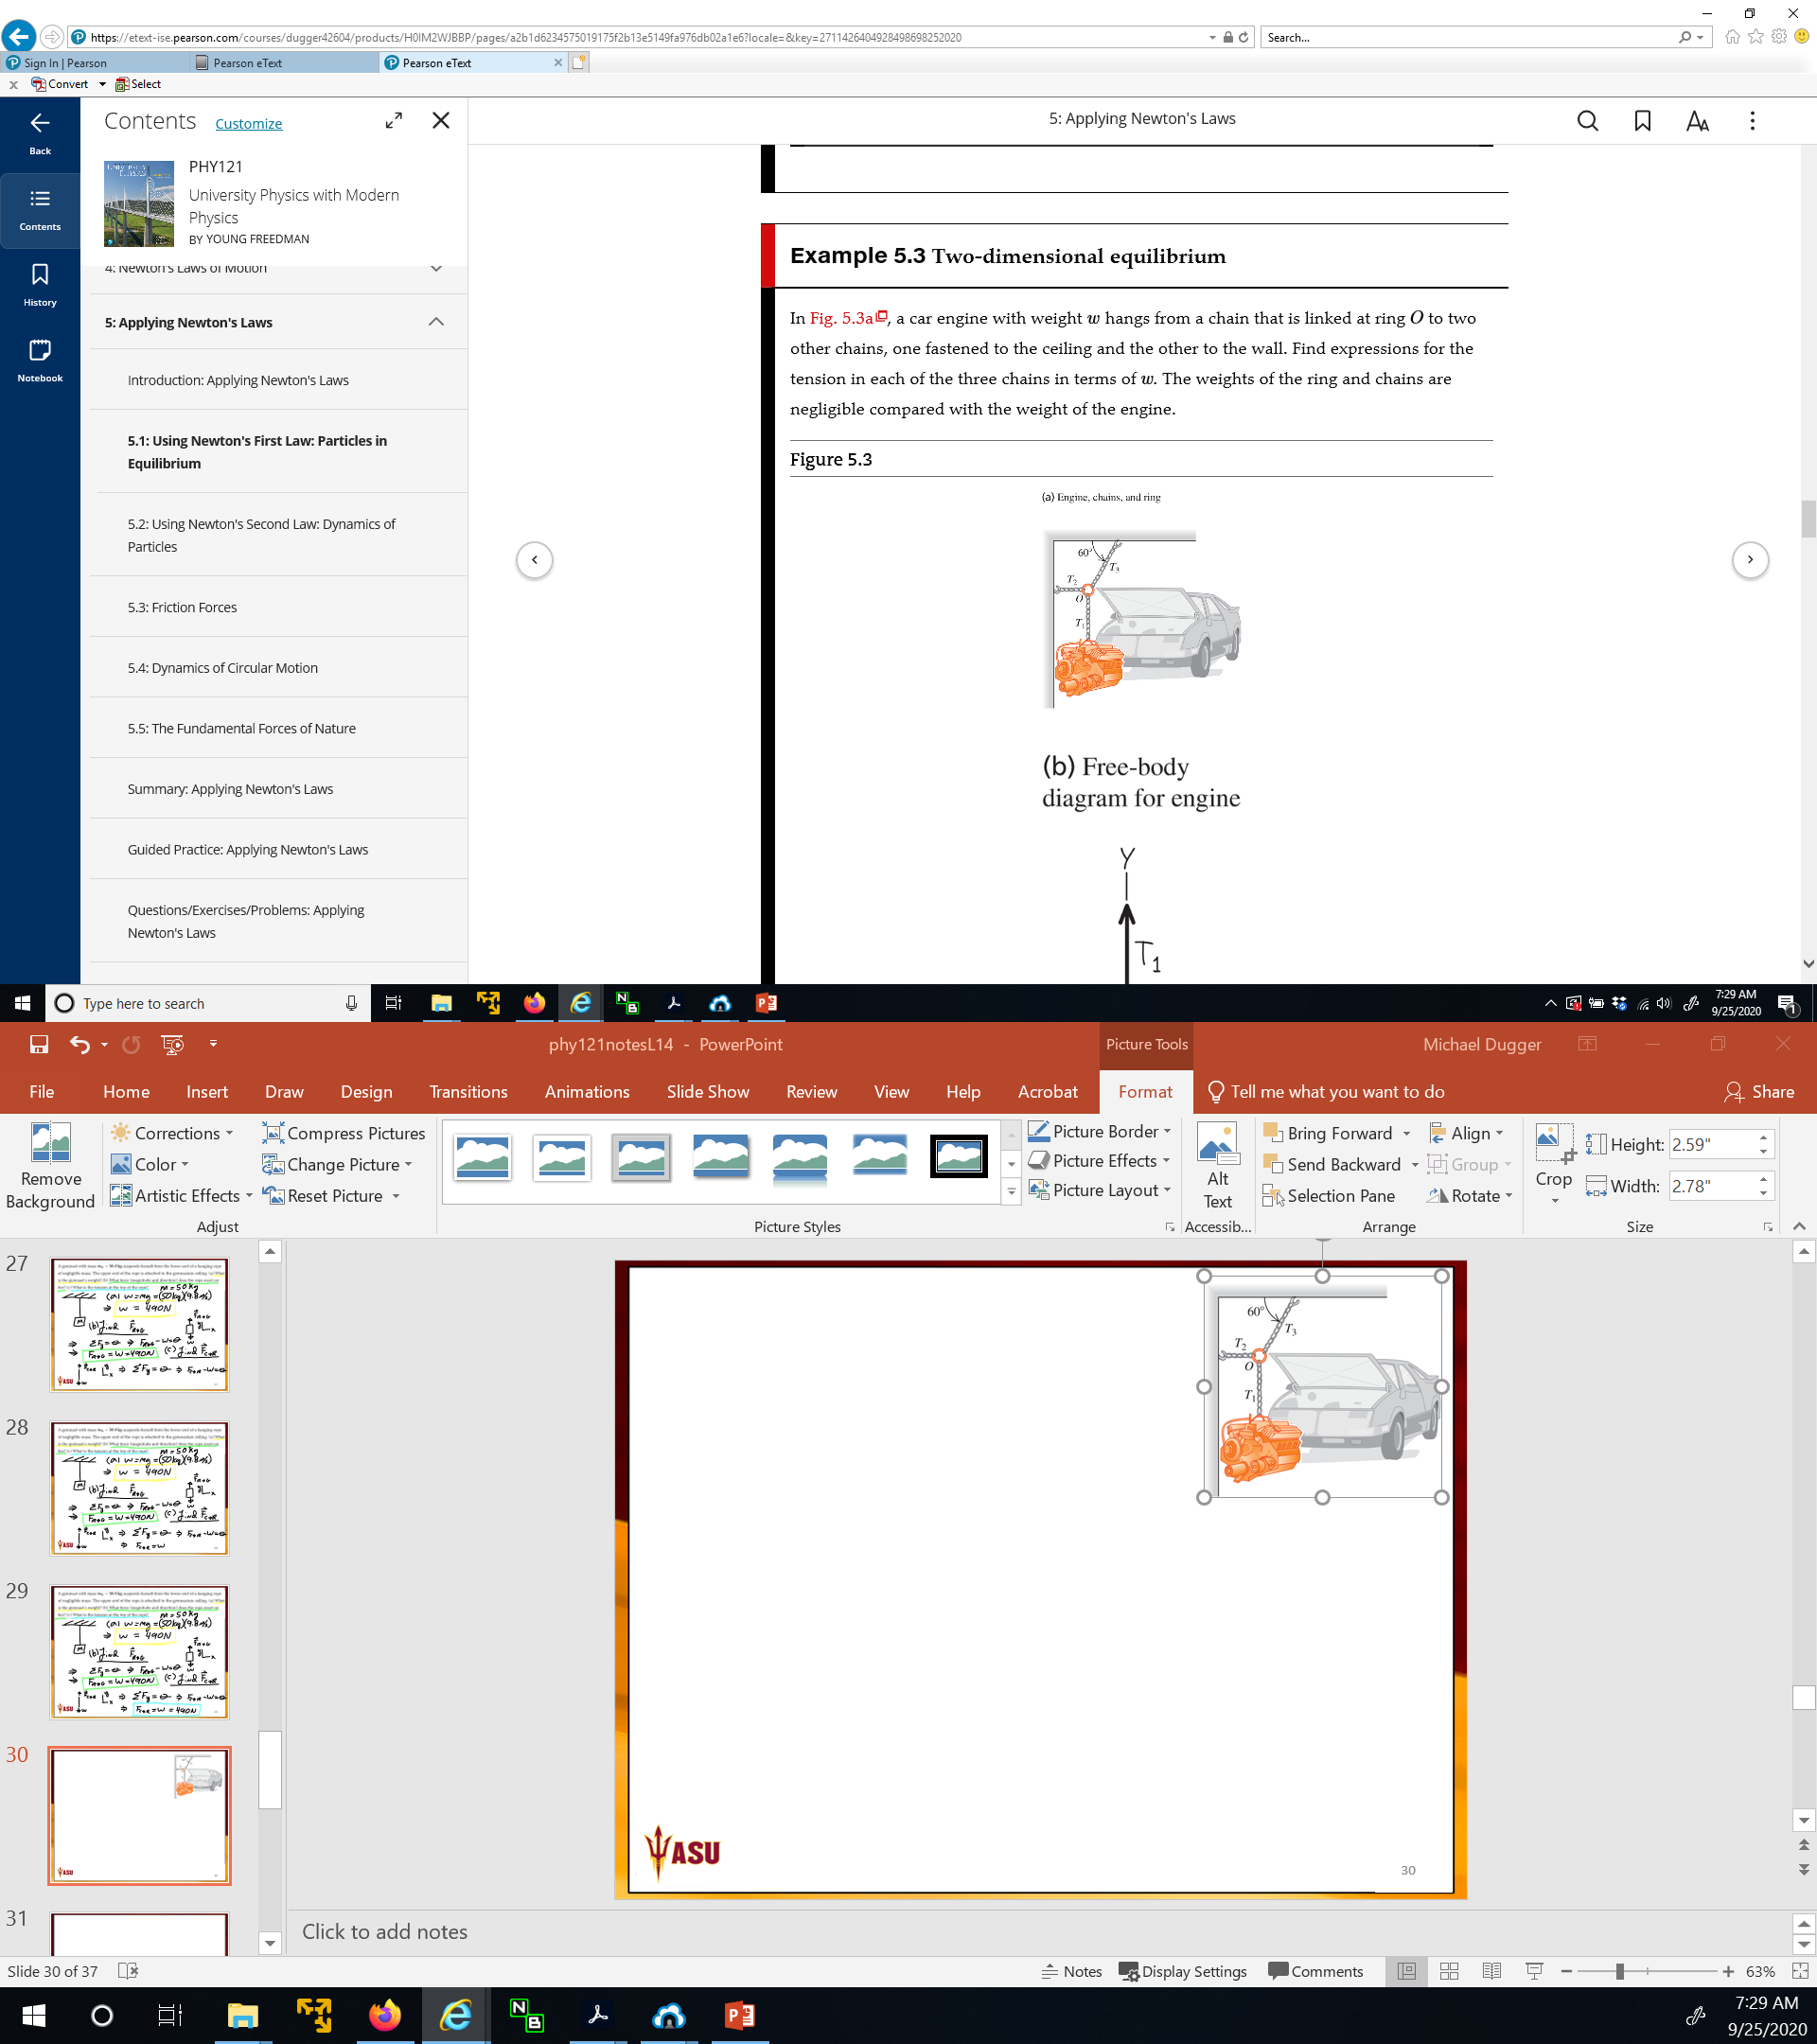 https://etext-ise.pearson.com/courses/dugger42604/products/H0IM2WJBBP/pages/a2b1d6234575019175f2b13e5149fa976db02a1e6?locale=&key=2711426404928498698252020
Search...
Sign In | Pearson
Pearson eText
Pearson eText
Convert
Select
Back
Contents
History
Notebook
Contents
Customize
PHY121
University Physics with Modern
Physics
BY YOUNG FREEDMAN
4: Newton's Laws of Motion
5: Applying Newton's Laws
Introduction: Applying Newton's Laws
5.1: Using Newton's First Law: Particles in
Equilibrium
5.2: Using Newton's Second Law: Dynamics of
Particles
5.3: Friction Forces
5.4: Dynamics of Circular Motion
5.5: The Fundamental Forces of Nature
Summary: Applying Newton's Laws
Guided Practice: Applying Newton's Laws
Questions/Exercises/Problems: Applying
Newton's Laws
5: Applying Newton's Laws
Example 5.3 Two-dimensional equilibrium
In Fig. 5.3a, a car engine with weight w hangs from a chain that is linked at ring O to two
other chains, one fastened to the ceiling and the other to the wall. Find expressions for the
tension in each of the three chains in terms of w. The weights of the ring and chains are
negligible compared with the weight of the engine.
Figure 5.3
(a) Engine, chains, and ring
60°
T3
T2
O
T1
(b) Free-body
diagram for engine
Y
T1
Type here to search
7:29 AM
9/25/2020
phy121notesL14 - PowerPoint
Picture Tools
Michael Dugger
File
Home
Insert
Draw
Design
Transitions
Animations
Slide Show
Review
View
Help
Acrobat
Format
Tell me what you want to do
Share
Remove
Background
Corrections
Color
Artistic Effects
Compress Pictures
Change Picture
Reset Picture
Adjust
Picture Styles
Picture Border
Picture Effects
Picture Layout
Alt
Text
Accessib...
Bring Forward
Send Backward
Selection Pane
Align
Group
Rotate
Arrange
Crop
Height: 2.59"
Width: 2.78"
Size
27
28
29
30
31
60°
T3
T2
O
T1
ASU
30
Click to add notes
Slide 30 of 37
Notes
Display Settings
Comments
63%
7:29 AM
9/25/2020